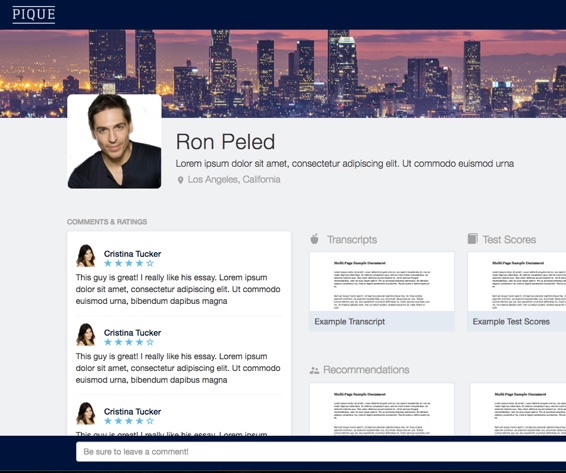 PIQUE
Ron Peled
Lorem ipsum dolor sit amet, consectetur adipiscing elit. Ut commodo euismod urna
Los Angeles, California
COMMENTS & RATINGS
Cristina Tucker
This guy is great! I really like his essay. Lorem ipsum
dolor sit amet, consectetur adipiscing elit. Ut commodo
euismod urna, bibendum dapibus magna
Cristina Tucker
This guy is great! I really like his essay. Lorem ipsum
dolor sit amet, consectetur adipiscing elit. Ut commodo
euismod urna, bibendum dapibus magna
Cristina Tucker
This guy is great! I really like his essay. Lorem ipsum
Transcripts
Multi-Page Sample Document
Example Transcript
Test Scores
Multi-Page Sample Document
Example Test Scores
Recommendations
Multi-Page Sample Document
Multi-Page Sample Document
Be sure to leave a comment!